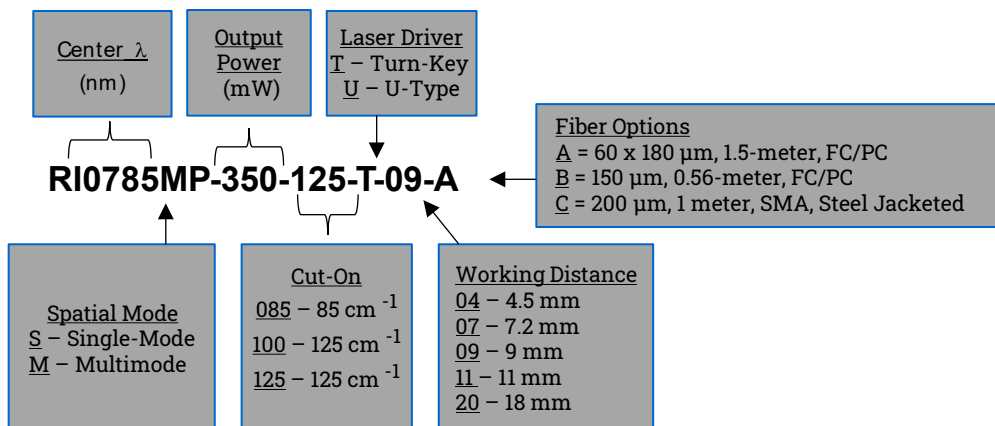 Center λ
(nm)
Output
Power
(mW)
Laser Driver
T – Turn-Key
U – U-Type
Fiber Options
A = 60 x 180 µm, 1.5-meter, FC/PC
B = 150 µm, 0.56-meter, FC/PC
C = 200 µm, 1 meter, SMA, Steel Jacketed
RI0785MP-350-125-T-09-A
Spatial Mode
S – Single-Mode
M – Multimode
Cut-On
085 – 85 cm -1
100 – 125 cm -1
125 – 125 cm -1
Working Distance
04 – 4.5 mm
07 – 7.2 mm
09 – 9 mm
11 – 11 mm
20 – 18 mm